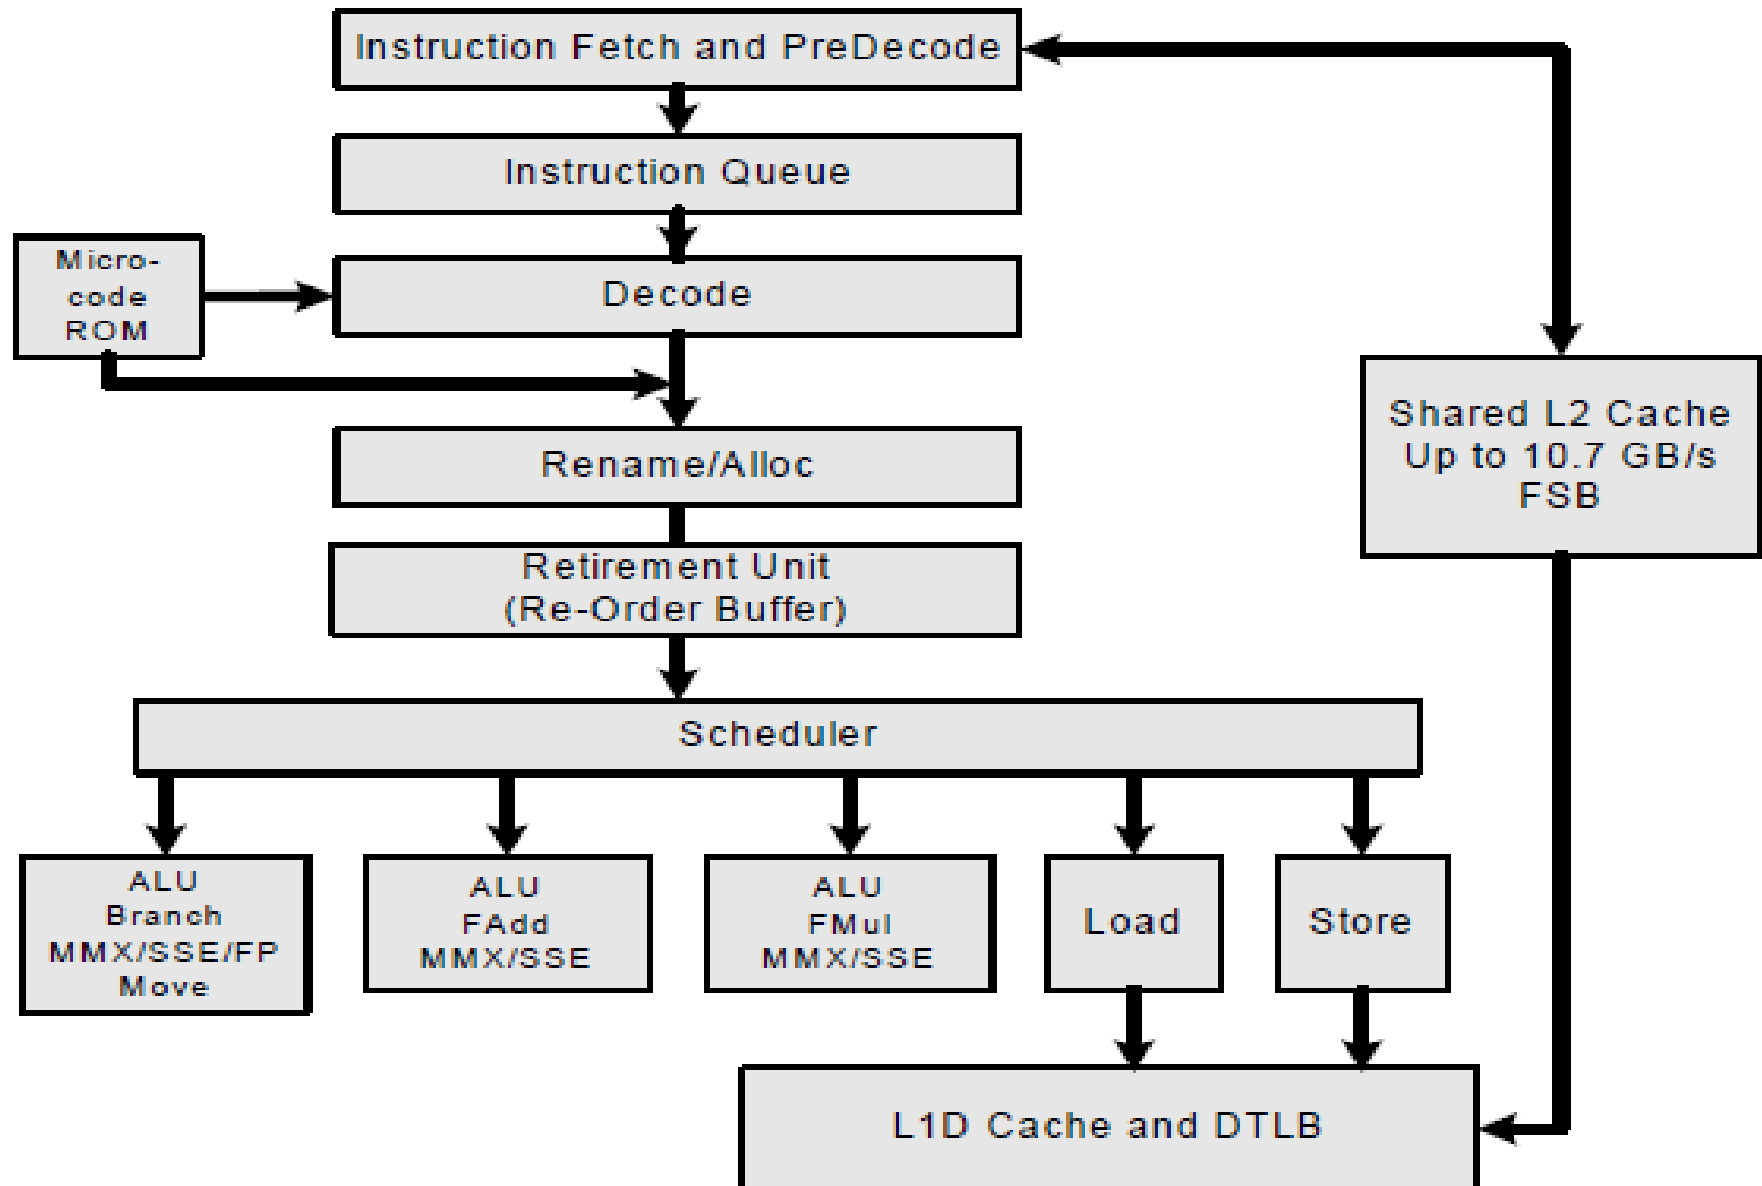 Instruction Fetch and PreDecode
Instruction Queue
Micro-
code
ROM
Decode
Shared L2 Cache
Up to 10.7 GB/s
FSB
Rename/Alloc
Retirement Unit
(Re-Order Buffer)
Scheduler
ALU
Branch
MMX/SSE/FP
Move
ALU
FAdd
MMX/SSE
ALU
FMul
MMX/SSE
Load
Store
L1D Cache and DTLB